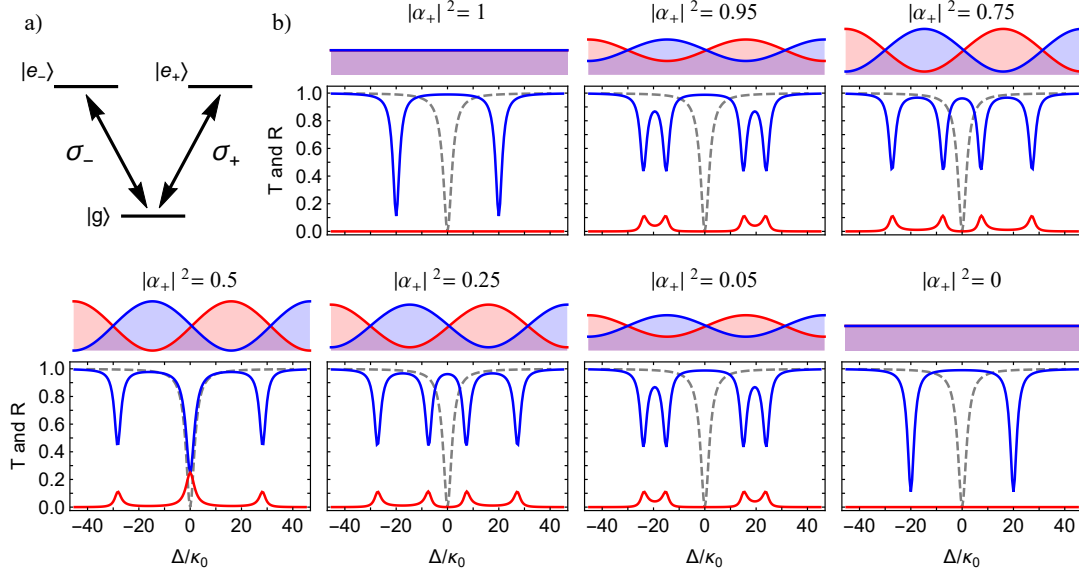 a)
|e₋⟩ |e₊⟩
σ₋ σ₊
|g⟩
b)
|α₊|² = 1
|α₊|² = 0.95
|α₊|² = 0.75
T and R
1.0
0.8
0.6
0.4
0.2
0.0
|α₊|² = 0.5
|α₊|² = 0.25
|α₊|² = 0.05
|α₊|² = 0
T and R
1.0
0.8
0.6
0.4
0.2
0.0
−40 −20 0 20 40
−40 −20 0 20 40
−40 −20 0 20 40
−40 −20 0 20 40
Δ/κ₀
Δ/κ₀
Δ/κ₀
Δ/κ₀